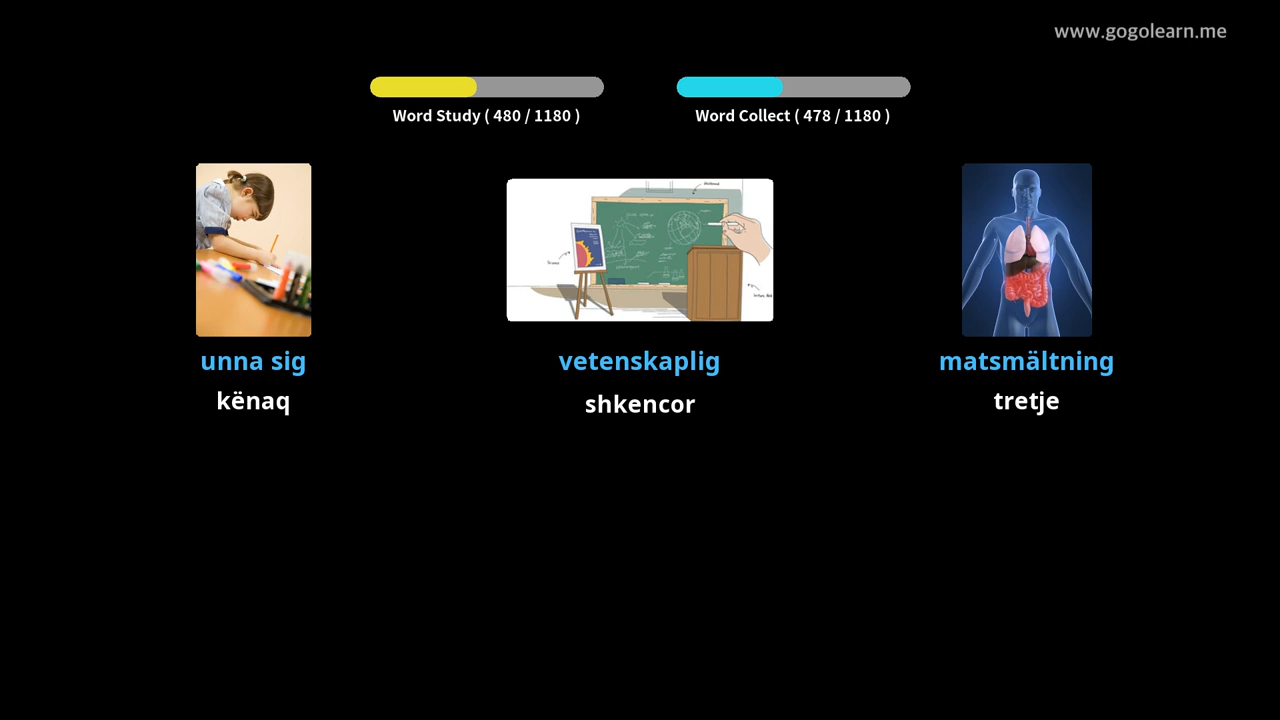 www.gogolearn.me
Word Study ( 480 / 1180 )
Word Collect ( 478 / 1180 )
unna sig
vetenskaplig
matsmältning
kënaq
shkencor
tretje